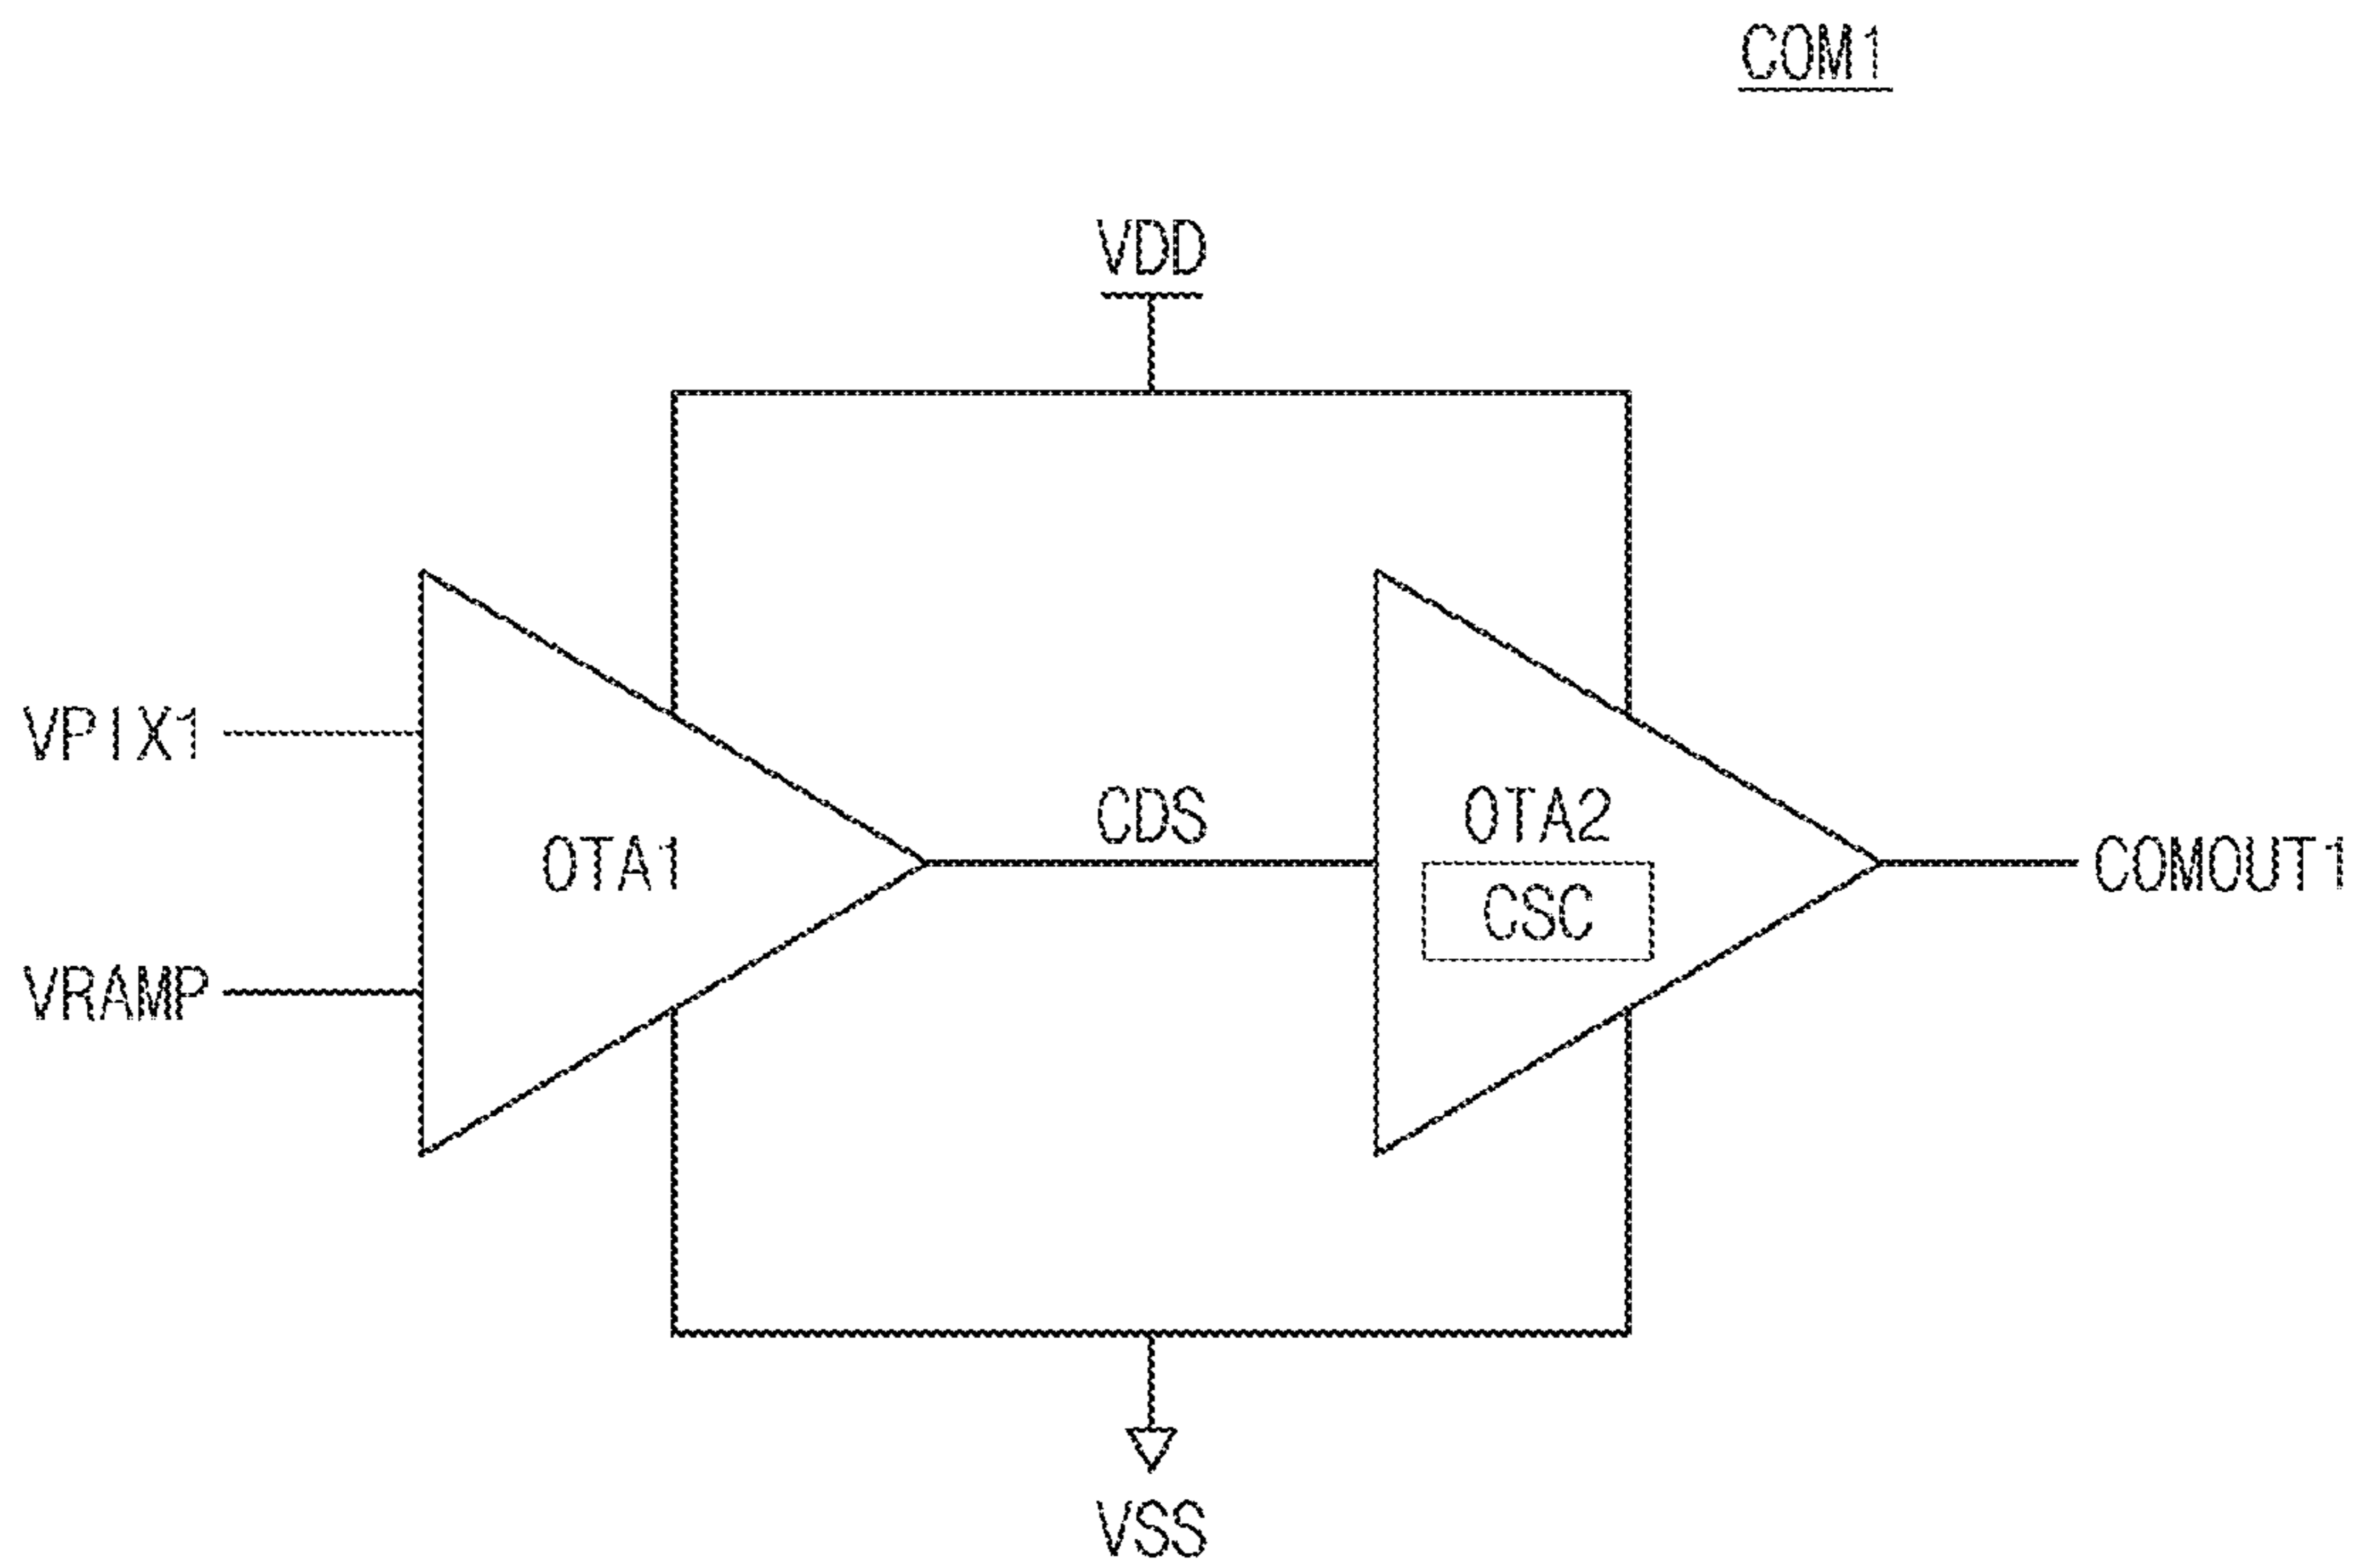 COM1
VDD
VPIX1
CDS
OTA2
OTA1
COMOUT1
CSC
VRAMP
VSS